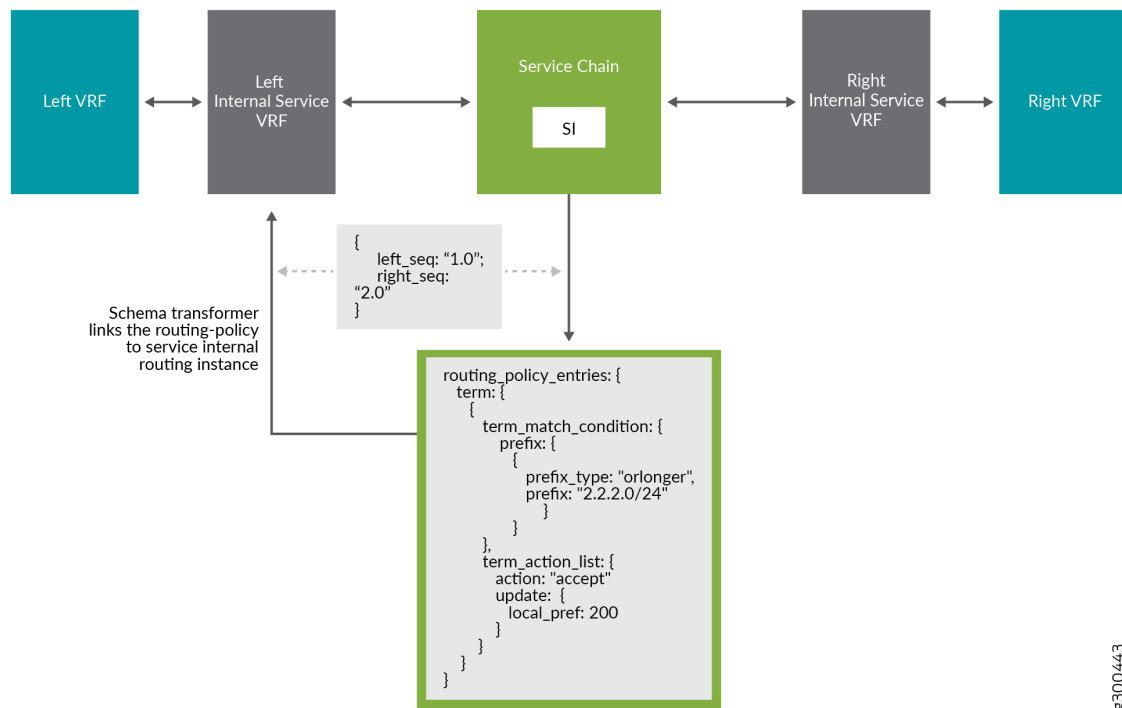 Left VRF
Left
Internal Service
VRF
Service Chain
SI
Right
Internal Service
VRF
Right VRF
{
left_seq: “1.0”;
right_seq:
“2.0”
}
Schema transformer
links the routing-policy
to service internal
routing instance
routing_policy_entries: {
term: {
{
term_match_condition: {
prefix: {
{
prefix_type: "orlonger",
prefix: "2.2.2.0/24"
}
}
},
term_action_list: {
action: "accept"
update: {
local_pref: 200
}
}
}
}
g300443